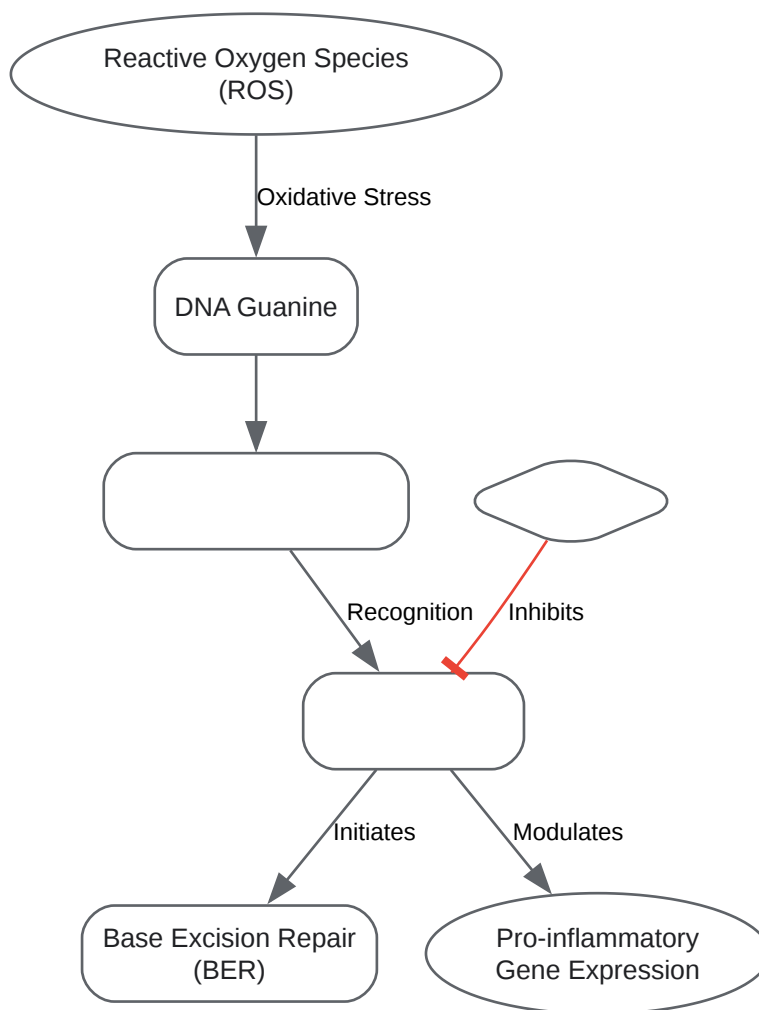 Reactive Oxygen Species
(ROS)
Oxidative Stress
DNA Guanine
Recognition
Inhibits
Initiates
Modulates
Base Excision Repair
(BER)
Pro-inflammatory
Gene Expression